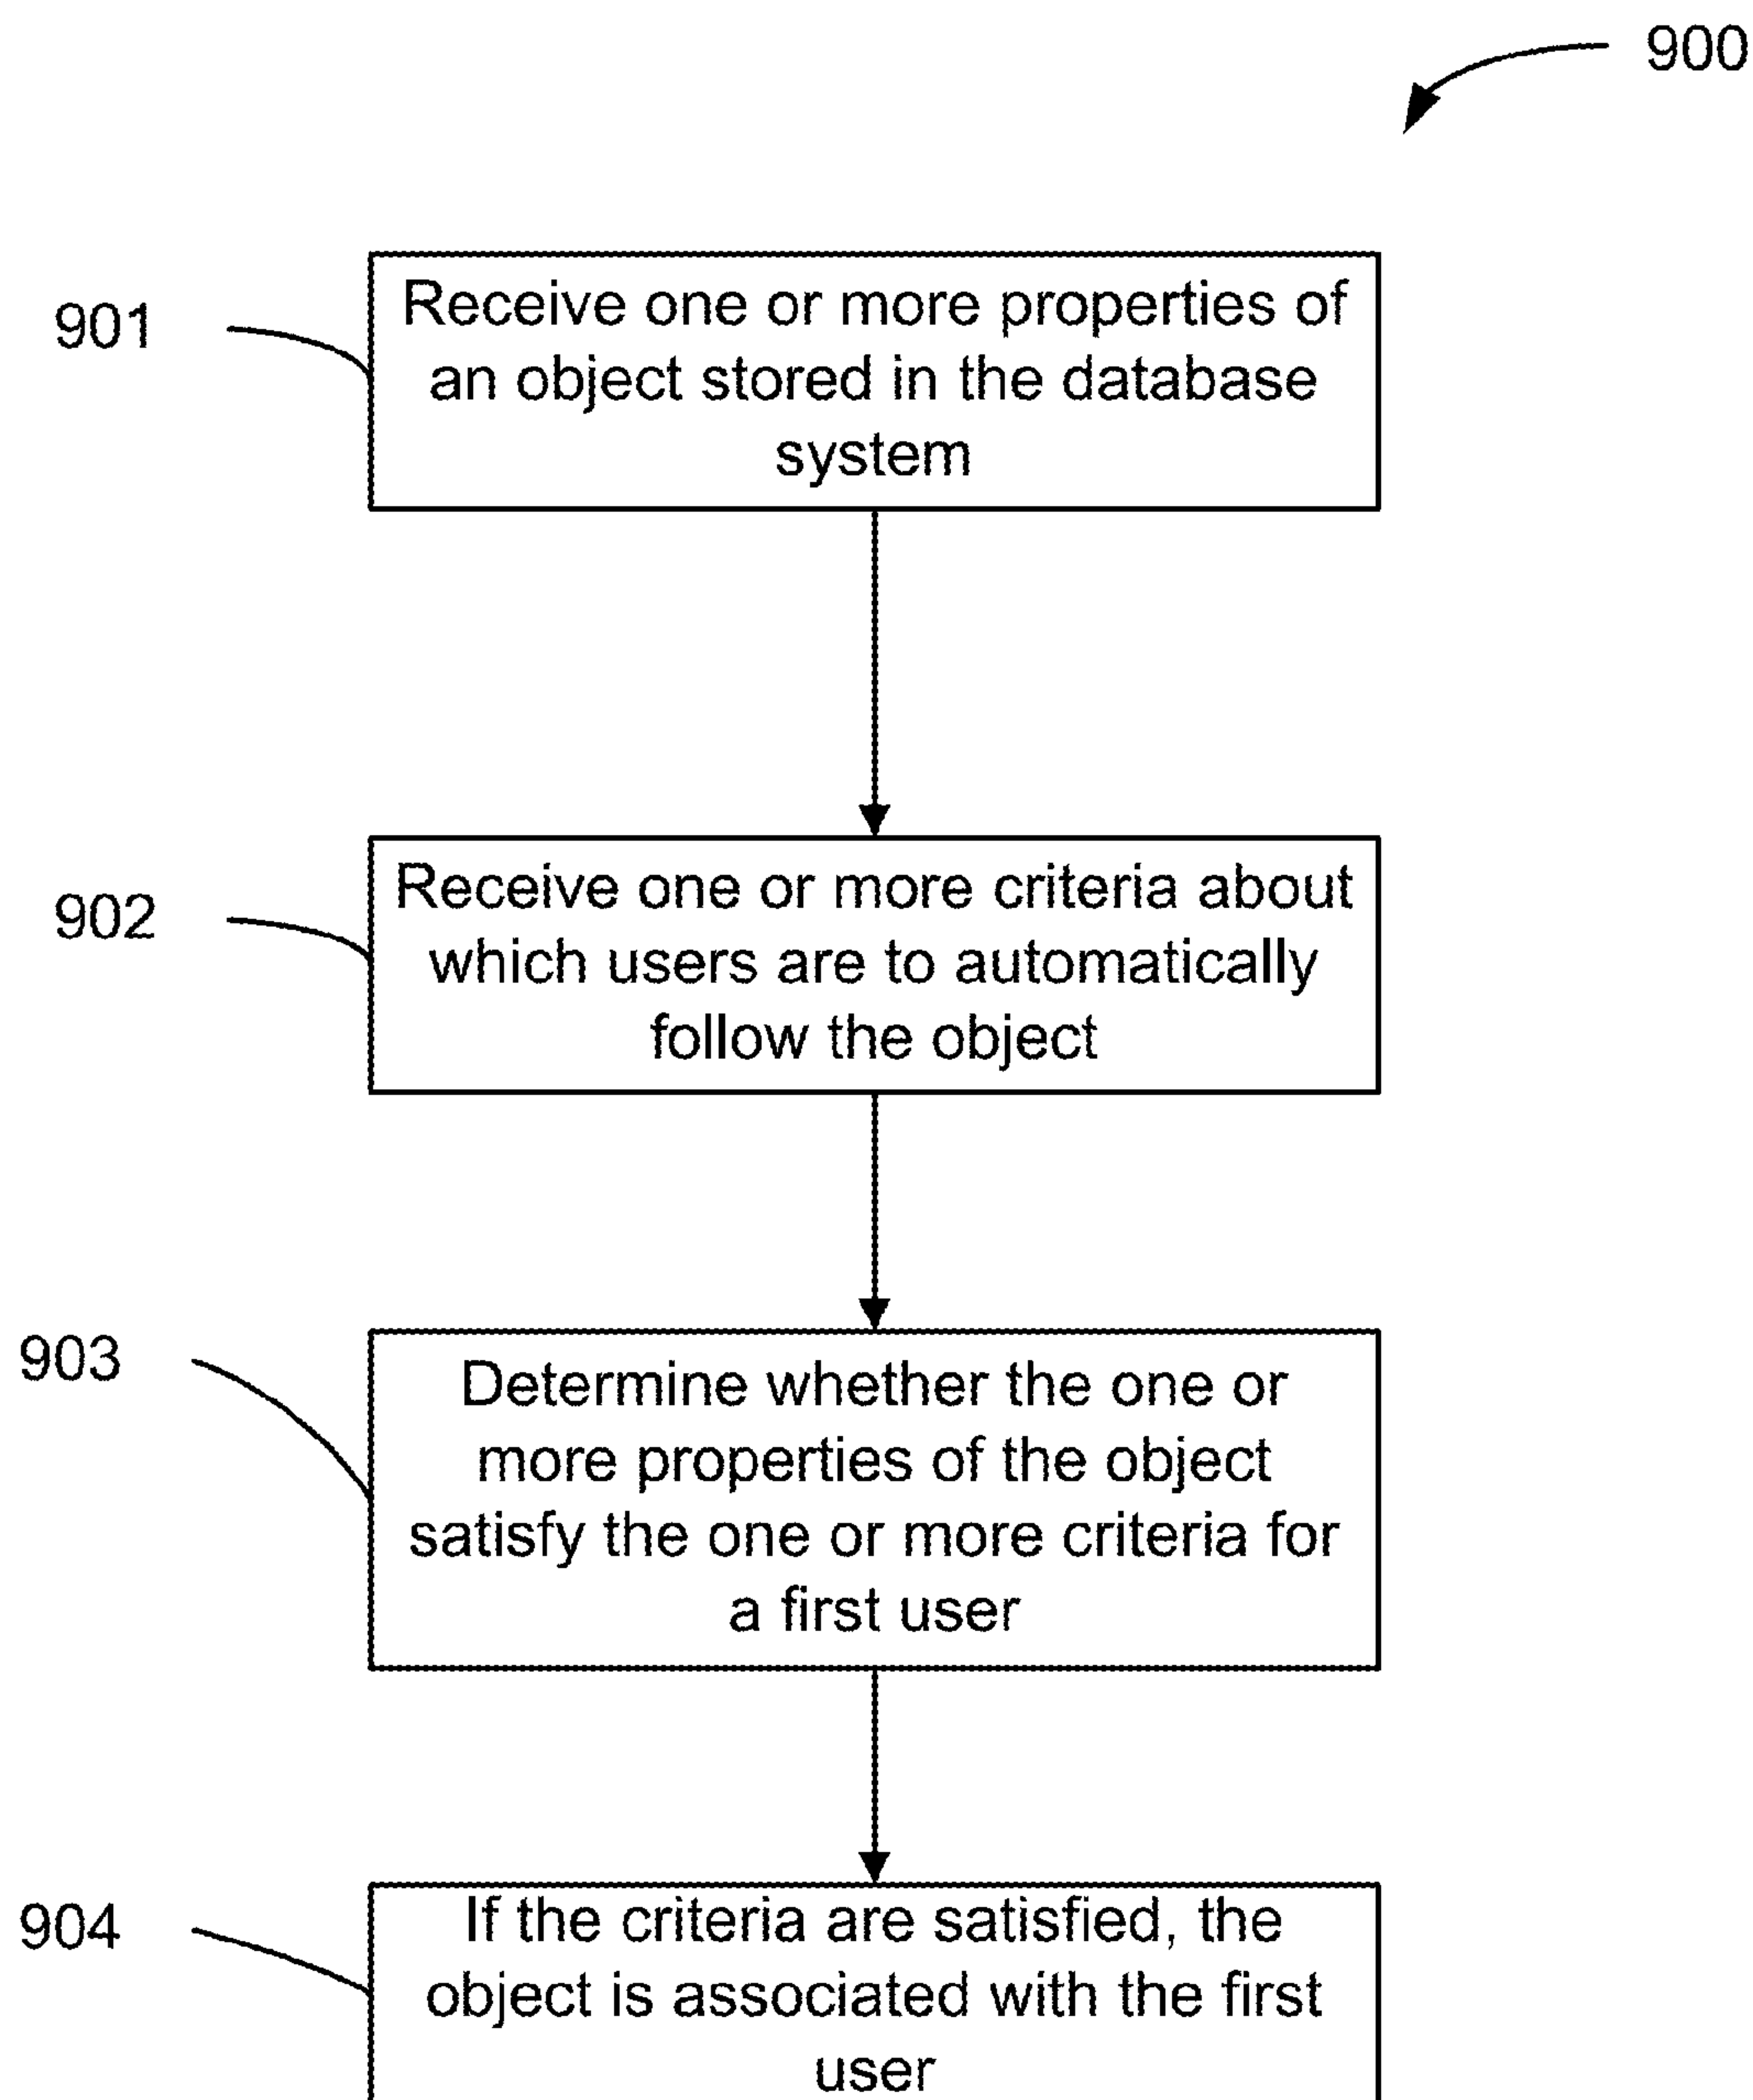 900
901
Receive one or more properties of
an object stored in the database
system
902
Receive one or more criteria about
which users are to automatically
follow the object
903
Determine whether the one or
more properties of the object
satisfy the one or more criteria for
a first user
904
If the criteria are satisfied, the
object is associated with the first
user